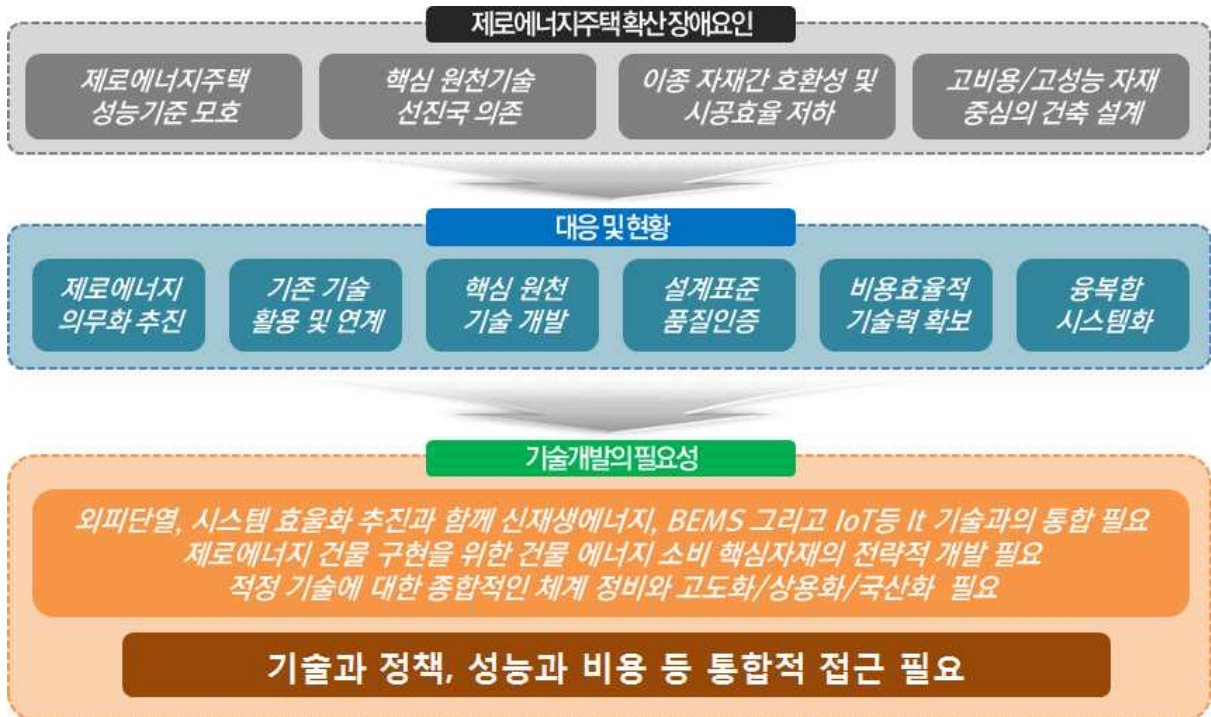 제로에너지주택 확산 장애요인
제로에너지주택
성능기준 모호
핵심 원천기술
선진국 의존
이종 자재간 호환성 및
시공효율 저하
고비용/고성능 자재
중심의 건축 설계
대응 및 현황
제로에너지
의무화 추진
기존 기술
활용 및 연계
핵심 원천
기술 개발
설계표준
품질인증
비용효율적
기술력 확보
융복합
시스템화
기술개발의 필요성
외피단열, 시스템 효율화 추진과 함께 신재생에너지, BEMS 그리고 IoT등 It 기술과의 통합 필요
제로에너지 건물 구현을 위한 건물 에너지 소비 핵심자재의 전략적 개발 필요
적정 기술에 대한 종합적인 체계 정비와 고도화/상용화/국산화 필요
기술과 정책, 성능과 비용 등 통합적 접근 필요